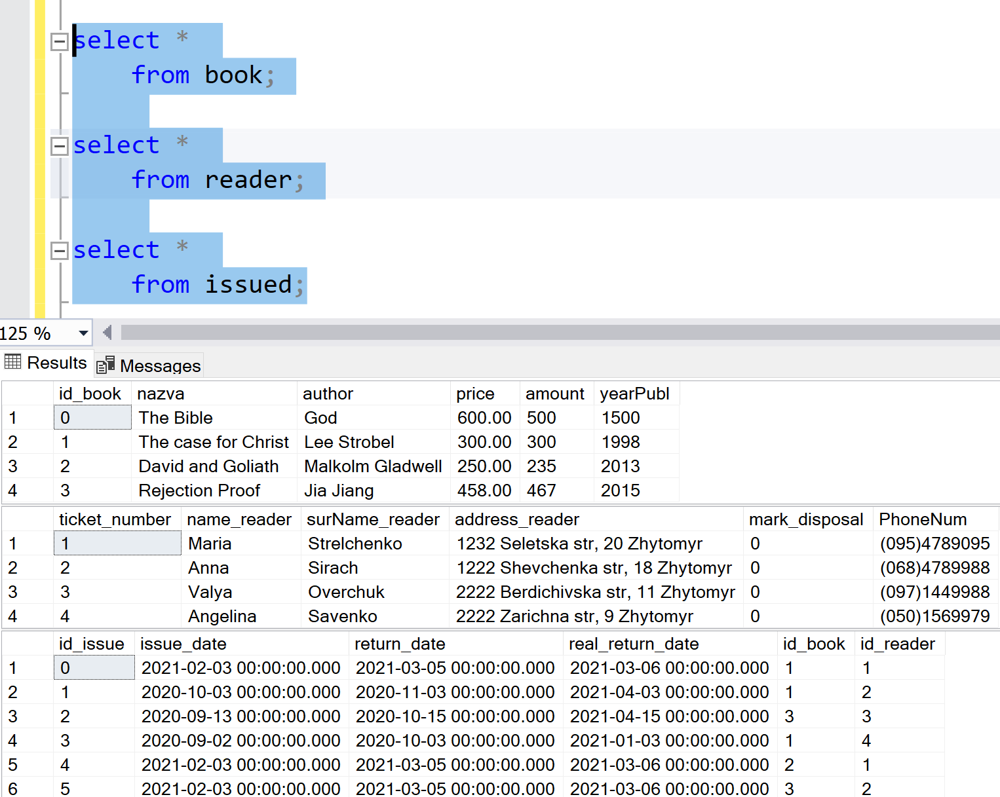 select *
from book;
select *
from reader;
select *
from issued;
125 %
Results Messages
id_book nazva author price amount yearPubl
1 0 The Bible God 600.00 500 1500
2 1 The case for Christ Lee Strobel 300.00 300 1998
3 2 David and Goliath Malkolm Gladwell 250.00 235 2013
4 3 Rejection Proof Jia Jiang 458.00 467 2015
ticket_number name_reader surName_reader address_reader mark_disposal PhoneNum
1 1 Maria Strelchenko 1232 Seletska str, 20 Zhytomyr 0 (095)4789095
2 2 Anna Sirach 1222 Shevchenka str, 18 Zhytomyr 0 (068)4789988
3 3 Valya Overchuk 2222 Berdichivska str, 11 Zhytomyr 0 (097)1449988
4 4 Angelina Savenko 2222 Zarichna str, 9 Zhytomyr 0 (050)1569979
id_issue issue_date return_date real_return_date id_book id_reader
1 0 2021-02-03 00:00:00.000 2021-03-05 00:00:00.000 2021-03-06 00:00:00.000 1 1
2 1 2020-10-03 00:00:00.000 2020-11-03 00:00:00.000 2021-04-03 00:00:00.000 1 2
3 2 2020-09-13 00:00:00.000 2020-10-15 00:00:00.000 2021-04-15 00:00:00.000 3 3
4 3 2020-09-02 00:00:00.000 2020-10-03 00:00:00.000 2021-01-03 00:00:00.000 1 4
5 4 2021-02-03 00:00:00.000 2021-03-05 00:00:00.000 2021-03-06 00:00:00.000 2 1
6 5 2021-02-03 00:00:00.000 2021-03-05 00:00:00.000 2021-03-06 00:00:00.000 3 2